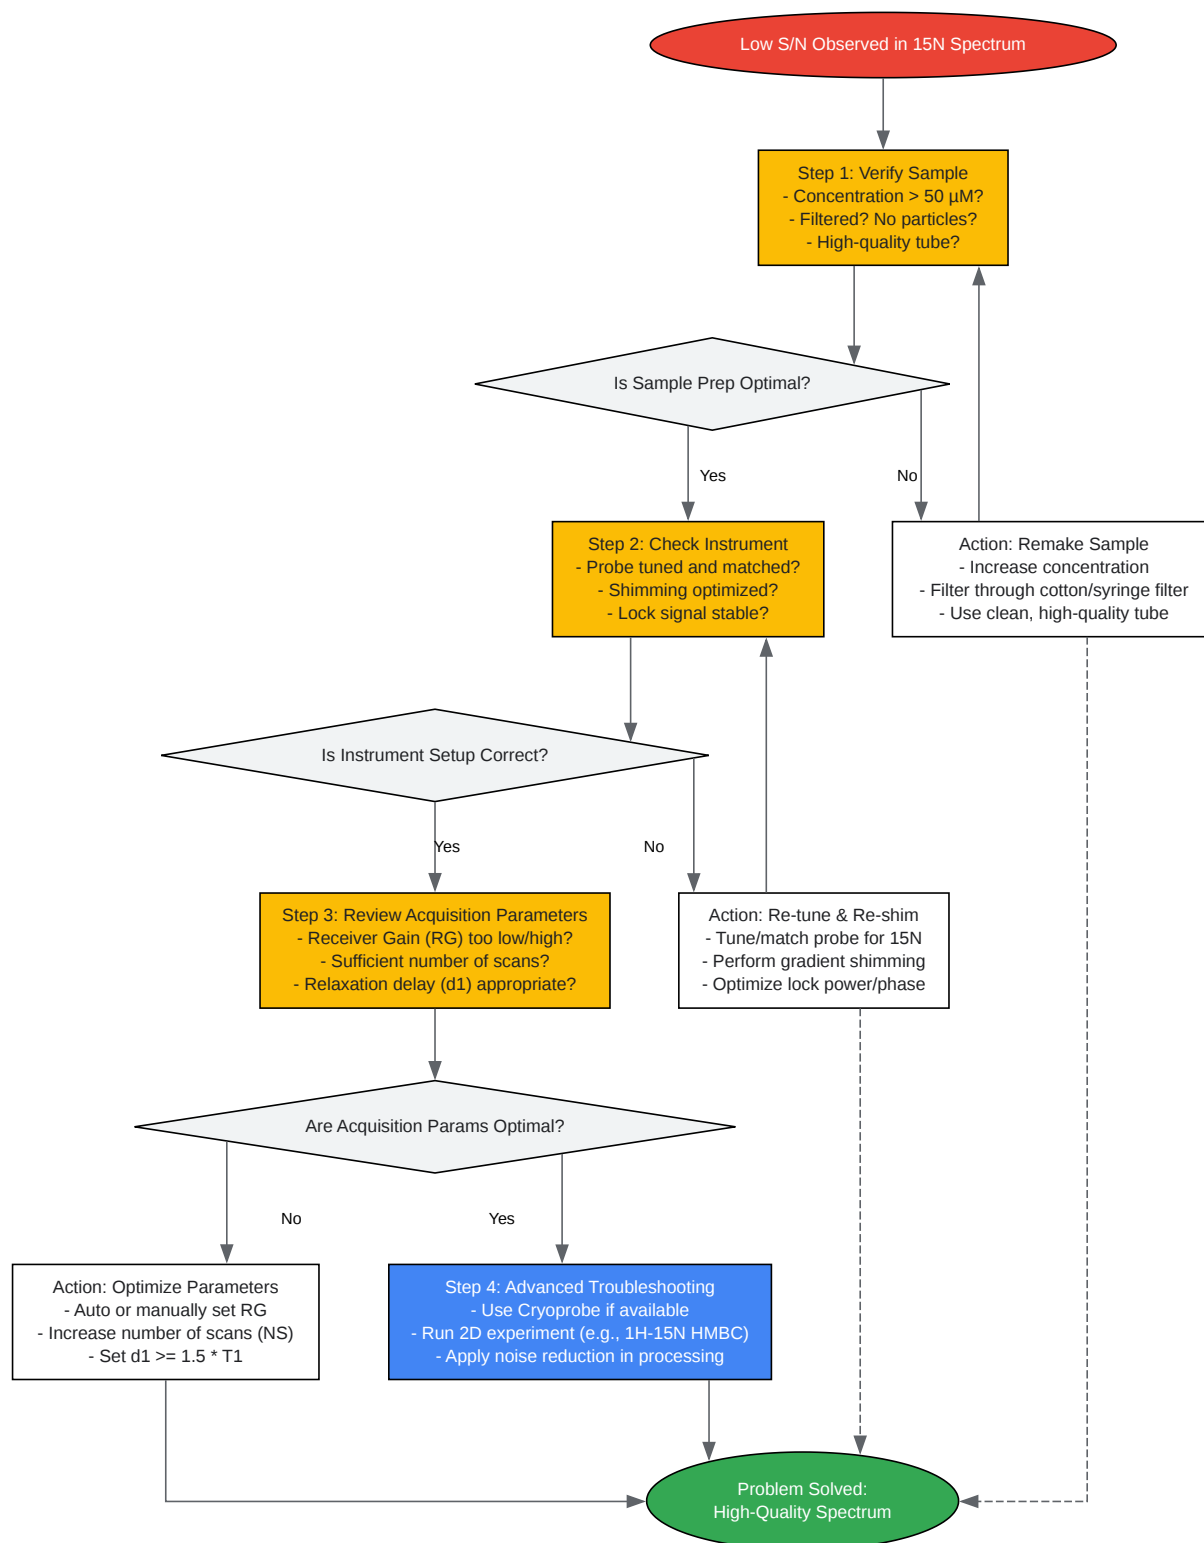 Low S/N Observed in 15N Spectrum
Step 1: Verify Sample
- Concentration > 50 µM?
- Filtered? No particles?
- High-quality tube?
Is Sample Prep Optimal?
Yes
No
Step 2: Check Instrument
- Probe tuned and matched?
- Shimming optimized?
- Lock signal stable?
Action: Remake Sample
- Increase concentration
- Filter through cotton/syringe filter
- Use clean, high-quality tube
Is Instrument Setup Correct?
Yes
No
Step 3: Review Acquisition Parameters
- Receiver Gain (RG) too low/high?
- Sufficient number of scans?
- Relaxation delay (d1) appropriate?
Action: Re-tune & Re-shim
- Tune/match probe for 15N
- Perform gradient shimming
- Optimize lock power/phase
Are Acquisition Params Optimal?
No
Yes
Action: Optimize Parameters
- Auto or manually set RG
- Increase number of scans (NS)
- Set d1 >= 1.5 * T1
Step 4: Advanced Troubleshooting
- Use Cryoprobe if available
- Run 2D experiment (e.g., 1H-15N HMBC)
- Apply noise reduction in processing
Problem Solved:
High-Quality Spectrum